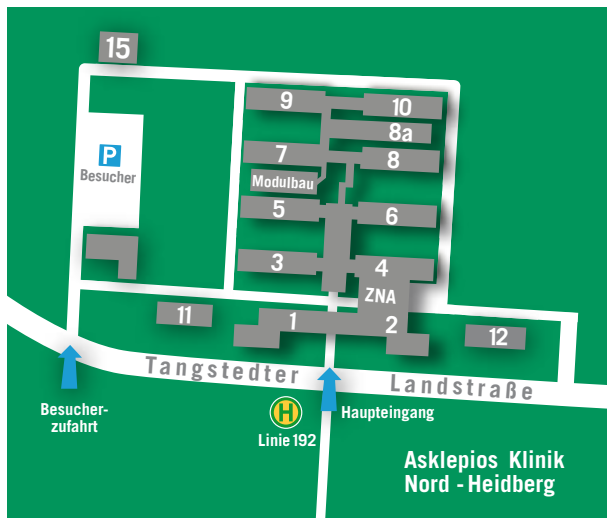 15
9
10
8a
P
Besucher
7
8
Modulbau
5
6
3
4
ZNA
11
1
2
12
Tangstedter Landstraße
Besucher-
zufahrt
H
Linie 192
Haupteingang
Asklepios Klinik
Nord - Heidberg